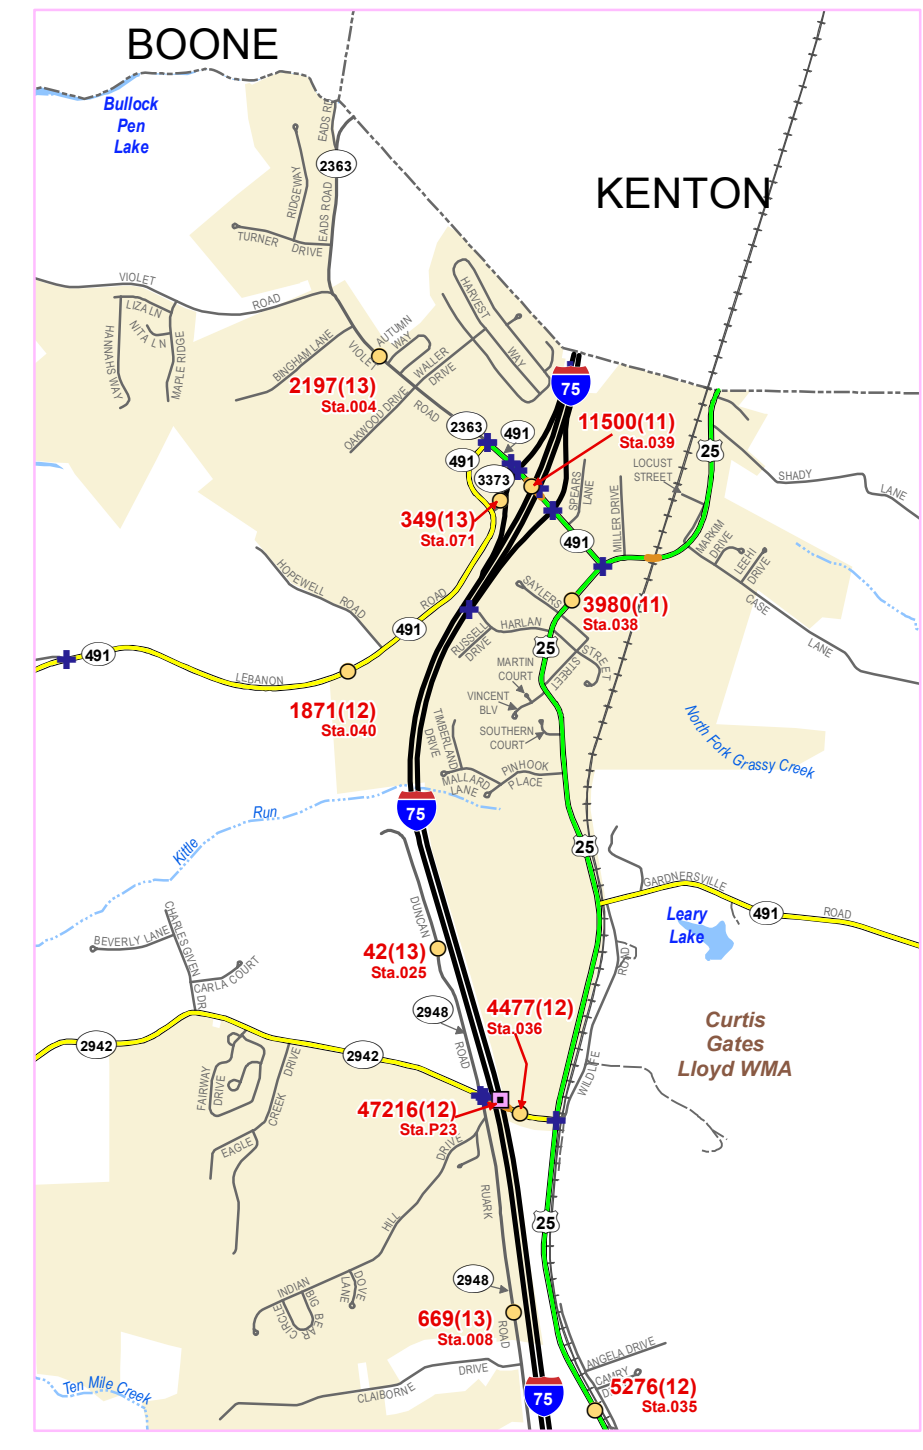 BOONE
Bullock
Pen
Lake
EADS RD
2363
RIDGEWAY
EADS ROAD
TURNER
DRIVE
KENTON
VIOLET
ROAD
LIZA LN
NITA LN
HANNAHS WAY
MAPLE RIDGE
BINGHAM LANE
VIOLET
AUTUMN
WAY
WALLER
DRIVE
HARVEST
WAY
2197(13)
Sta.004
OAKWOOD DRIVE
ROAD
75
11500(11)
Sta.039
2363
491
491
3373
25
LOCUST
STREET
SHADY
LANE
SPEARS
LANE
MILLER DRIVE
349(13)
Sta.071
491
MARKIM
DRIVE
LEEHI
DRIVE
CASE
LANE
HOPEWELL
ROAD
ROAD
SAYLERS
3980(11)
Sta.038
491
491
RUSSELL
DRIVE
HARLAN
25
STREET
STREET
LEBANON
MARTIN
COURT
VINCENT
BLV
1871(12)
Sta.040
TIMBERLAND
DRIVE
SOUTHERN
COURT
North Fork Grassy Creek
MALLARD
LANE
PINHOOK
PLACE
75
Run
Kittle
25
GARDNERSVILLE
491
ROAD
Leary
Lake
CHARLES GIVEN
DR
BEVERLY LANE
CARLA COURT
DUNCAN
42(13)
Sta.025
ROAD
2948
ROAD
4477(12)
Sta.036
Curtis
Gates
Lloyd WMA
2942
2942
FAIRWAY
DRIVE
DRIVE
CREEK
EAGLE
WILDLIFE
47216(12)
Sta.P23
DRIVE
HILL
RUARK
25
INDIAN
BIG BEAR
CIRCLE
DOVE
LANE
2948
669(13)
Sta.008
ROAD
ANGELA DRIVE
CAMRY
5276(12)
Sta.035
CLAIBORNE
DRIVE
75
Ten Mile Creek